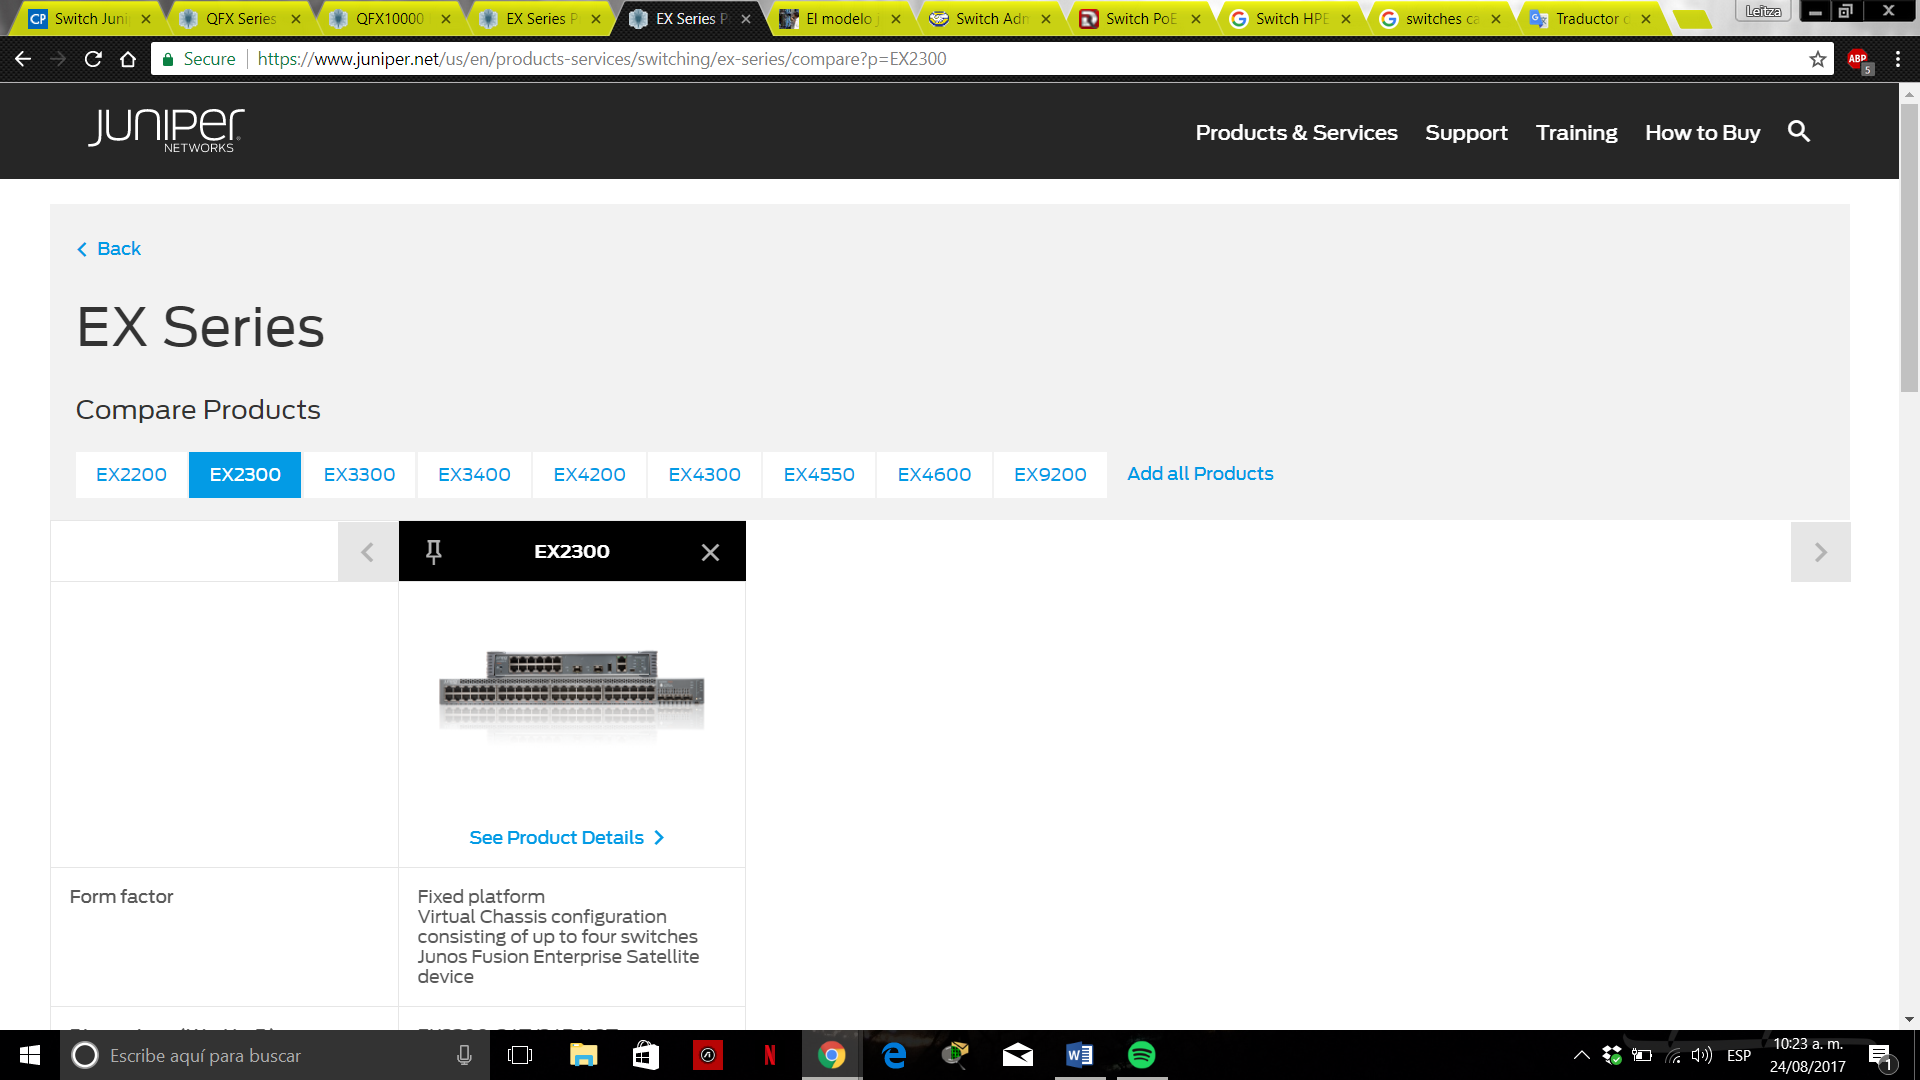 Switch Juni
QFX Series
QFX10000
EX Series P
EX Series P
El modelo j
Switch Adm
Switch PoE
Switch HPE
switches ca
Traductor d
Leitza
Secure
https://www.juniper.net/us/en/products-services/switching/ex-series/compare?p=EX2300
ABP
5
JUNIPEr
NETWORKS
Products & Services
Support
Training
How to Buy
Back
EX Series
Compare Products
EX2200
EX2300
EX3300
EX3400
EX4200
EX4300
EX4550
EX4600
EX9200
Add all Products
EX2300
See Product Details
Form factor
Fixed platform
Virtual Chassis configuration
consisting of up to four switches
Junos Fusion Enterprise Satellite
device
Escribe aquí para buscar
ESP
10:23 a. m.
24/08/2017
1